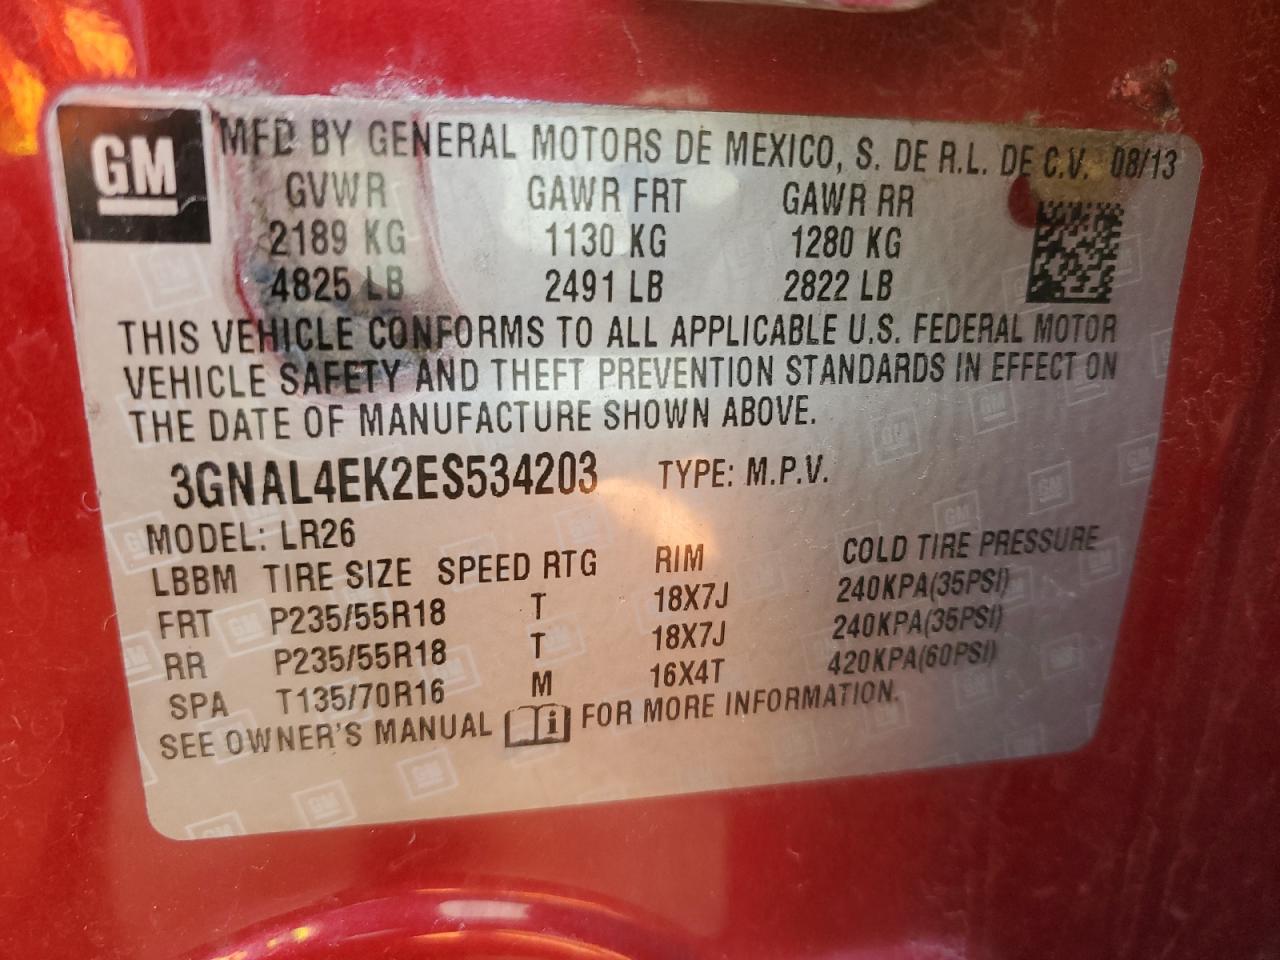 GM
MFD BY GENERAL MOTORS DE MEXICO, S. DE R.L. DE C.V. 08/13
GVWR GAWR FRT GAWR RR
2189 KG 1130 KG 1280 KG
4825 LB 2491 LB 2822 LB
THIS VEHICLE CONFORMS TO ALL APPLICABLE U.S. FEDERAL MOTOR
VEHICLE SAFETY AND THEFT PREVENTION STANDARDS IN EFFECT ON
THE DATE OF MANUFACTURE SHOWN ABOVE.
3GNAL4EK2ES534203 TYPE: M.P.V.
MODEL: LR26
LBBM TIRE SIZE SPEED RTG RIM COLD TIRE PRESSURE
FRT P235/55R18 T 18X7J 240KPA(35PSI)
RR P235/55R18 T 18X7J 240KPA(35PSI)
SPA T135/70R16 M 16X4T 420KPA(60PSI)
SEE OWNER'S MANUAL i FOR MORE INFORMATION.